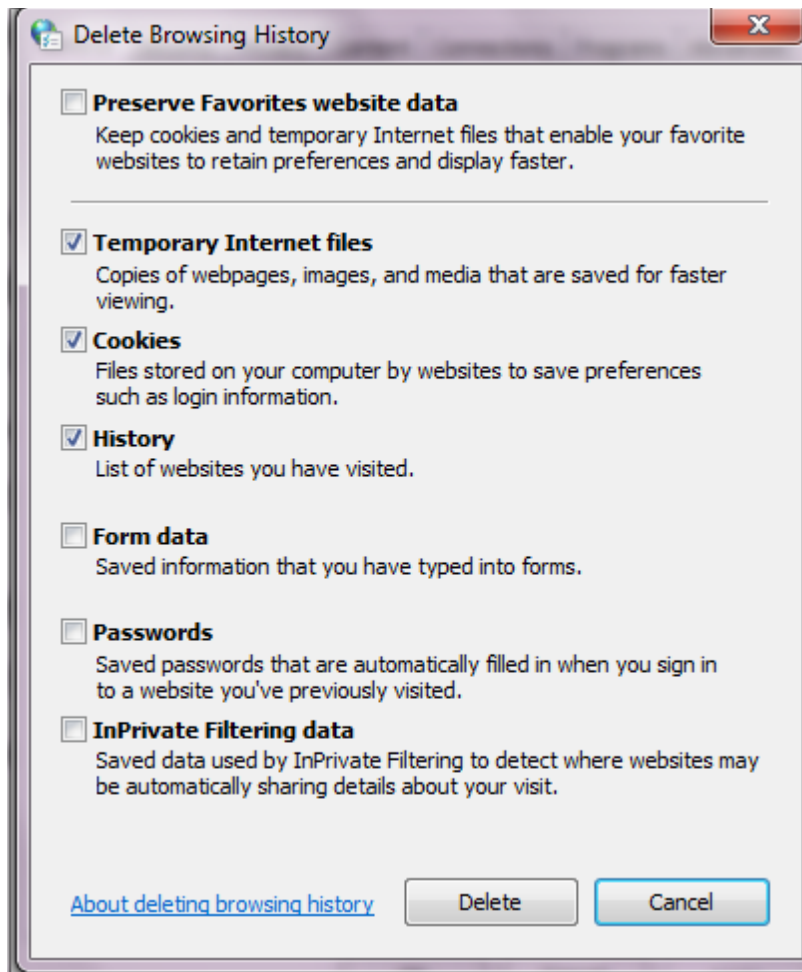 Delete Browsing History
Preserve Favorites website data
Keep cookies and temporary Internet files that enable your favorite
websites to retain preferences and display faster.
Temporary Internet files
Copies of webpages, images, and media that are saved for faster
viewing.
Cookies
Files stored on your computer by websites to save preferences
such as login information.
History
List of websites you have visited.
Form data
Saved information that you have typed into forms.
Passwords
Saved passwords that are automatically filled in when you sign in
to a website you've previously visited.
InPrivate Filtering data
Saved data used by InPrivate Filtering to detect where websites may
be automatically sharing details about your visit.
About deleting browsing history
Delete
Cancel